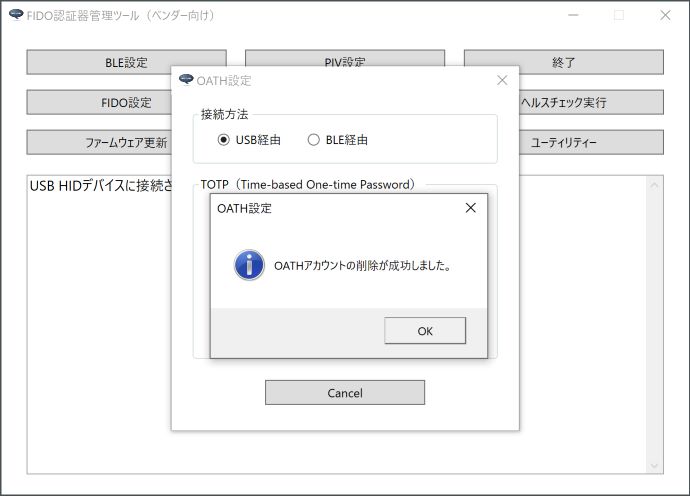 FIDO認証器管理ツール（ベンダー向け）
BLE設定
PIV設定
終了
FIDO設定
ヘルスチェック実行
ファームウェア更新
ユーティリティー
USB HIDデバイスに接続さ
OATH設定
接続方法
USB経由
BLE経由
TOTP（Time-based One-time Password）
OATH設定
OATHアカウントの削除が成功しました。
OK
Cancel